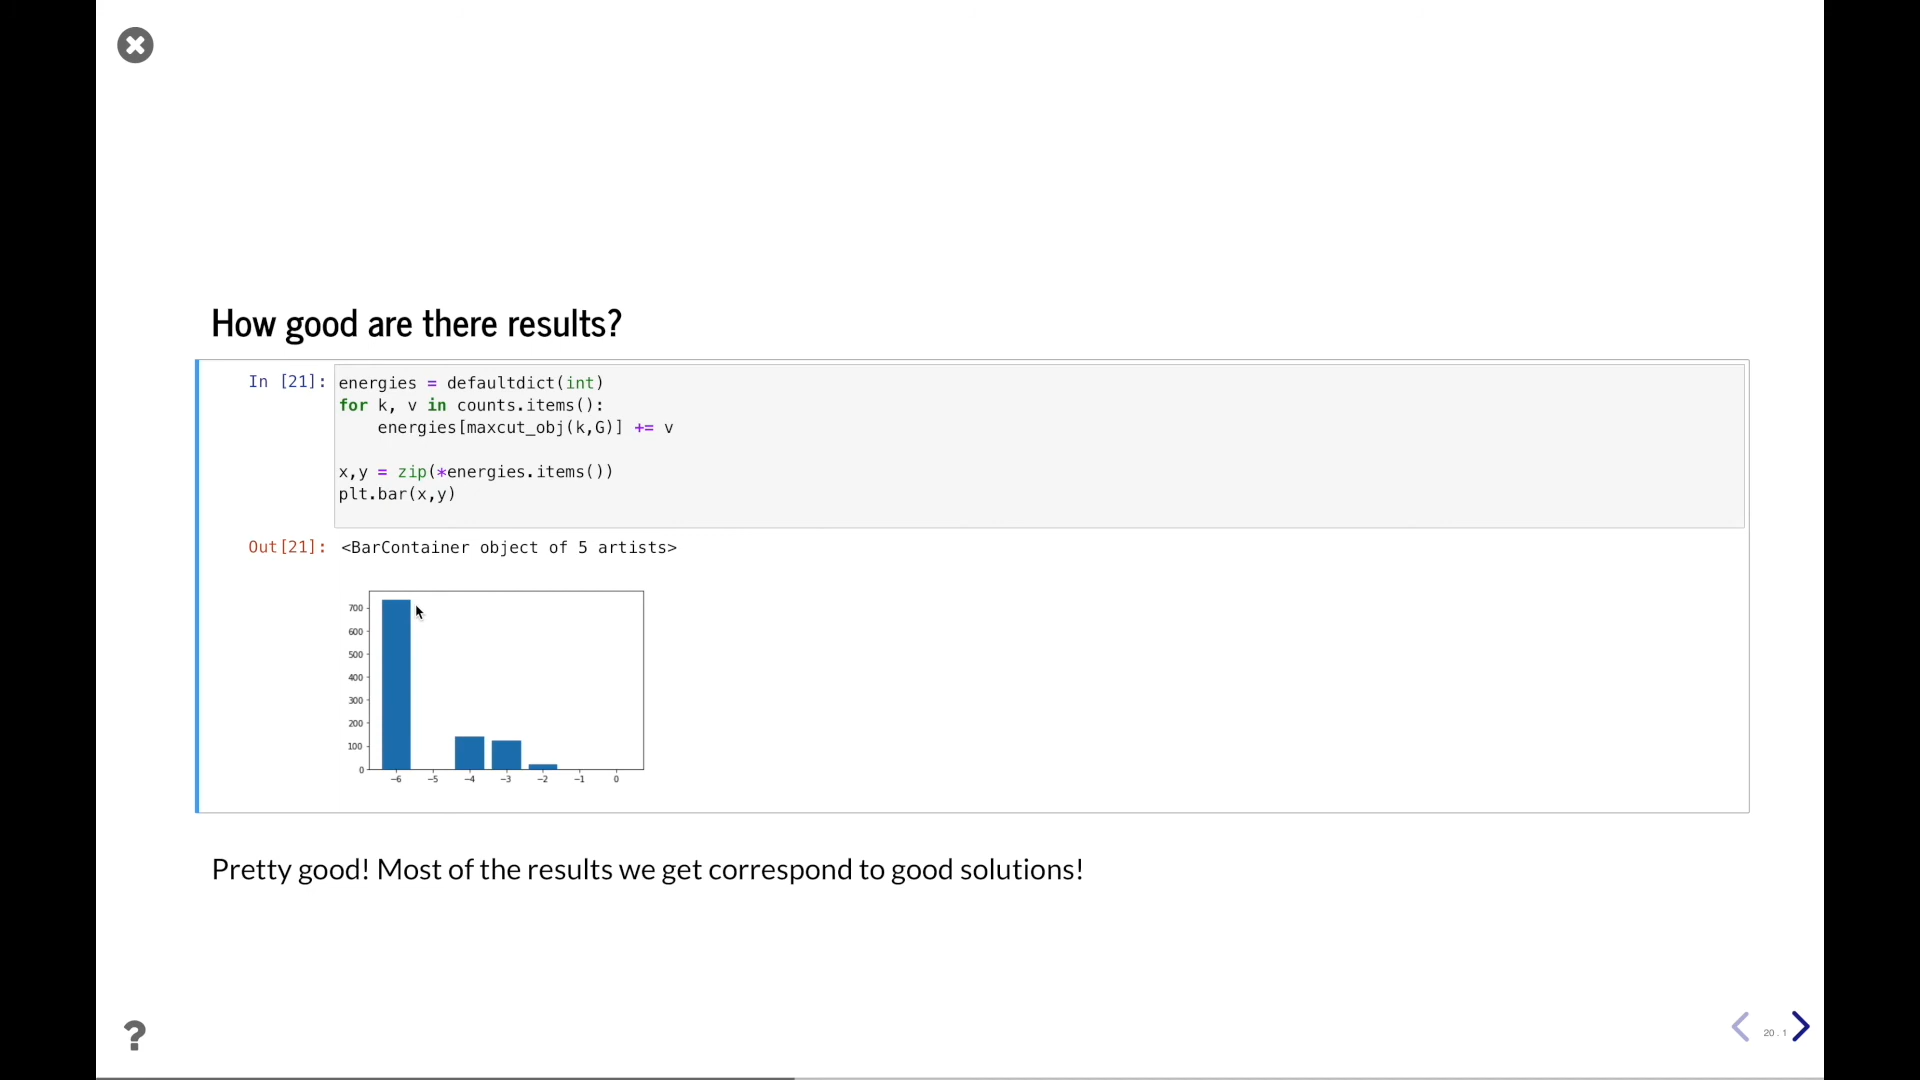 How good are there results?
In [21]:
energies = defaultdict(int)
for k, v in counts.items():
    energies[maxcut_obj(k,G)] += v
x,y = zip(*energies.items())
plt.bar(x,y)
Out[21]: <BarContainer object of 5 artists>
700
600
500
400
300
200
100
0
−6 −5 −4 −3 −2 −1 0
Pretty good! Most of the results we get correspond to good solutions!
?
20 . 1